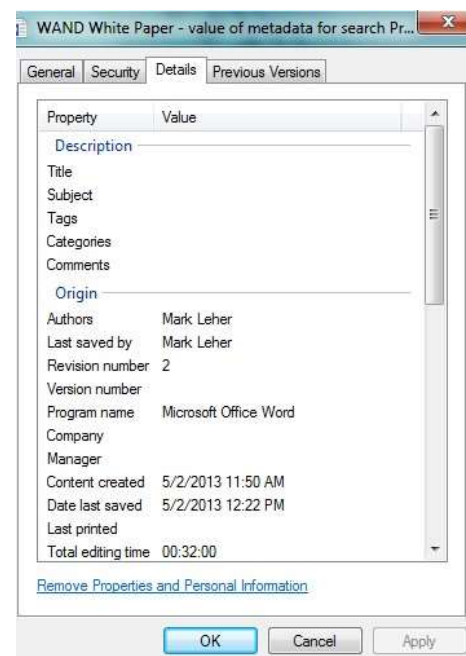 WAND White Paper - value of metadata for search Pr...
General Security Details Previous Versions
Property Value
Description
Title
Subject
Tags
Categories
Comments
Origin
Authors Mark Leher
Last saved by Mark Leher
Revision number 2
Version number
Program name Microsoft Office Word
Company
Manager
Content created 5/2/2013 11:50 AM
Date last saved 5/2/2013 12:22 PM
Last printed
Total editing time 00:32:00
Remove Properties and Personal Information
OK Cancel Apply